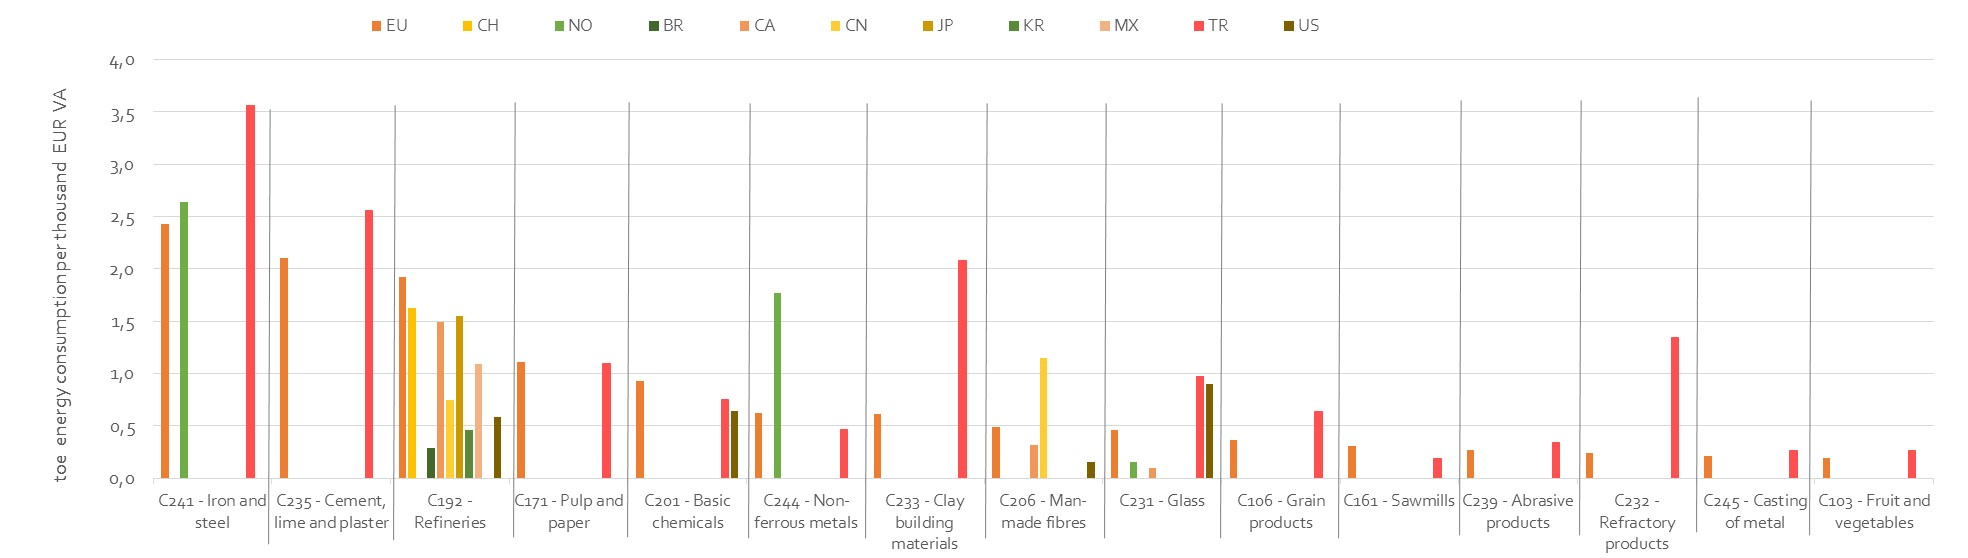 EU CH NO BR CA CN JP KR MX TR US
toe energy consumption per thousand EUR VA
4,0
3,5
3,0
2,5
2,0
1,5
1,0
0,5
0,0
C241 - Iron and
steel
C235 - Cement,
lime and plaster
C192 -
Refineries
C171 - Pulp and
paper
C201 - Basic
chemicals
C244 - Non-
ferrous metals
C233 - Clay
building
materials
C206 - Man-
made fibres
C231 - Glass
C106 - Grain
products
C161 - Sawmills
C239 - Abrasive
products
C232 -
Refractory
products
C245 - Casting
of metal
C103 - Fruit and
vegetables